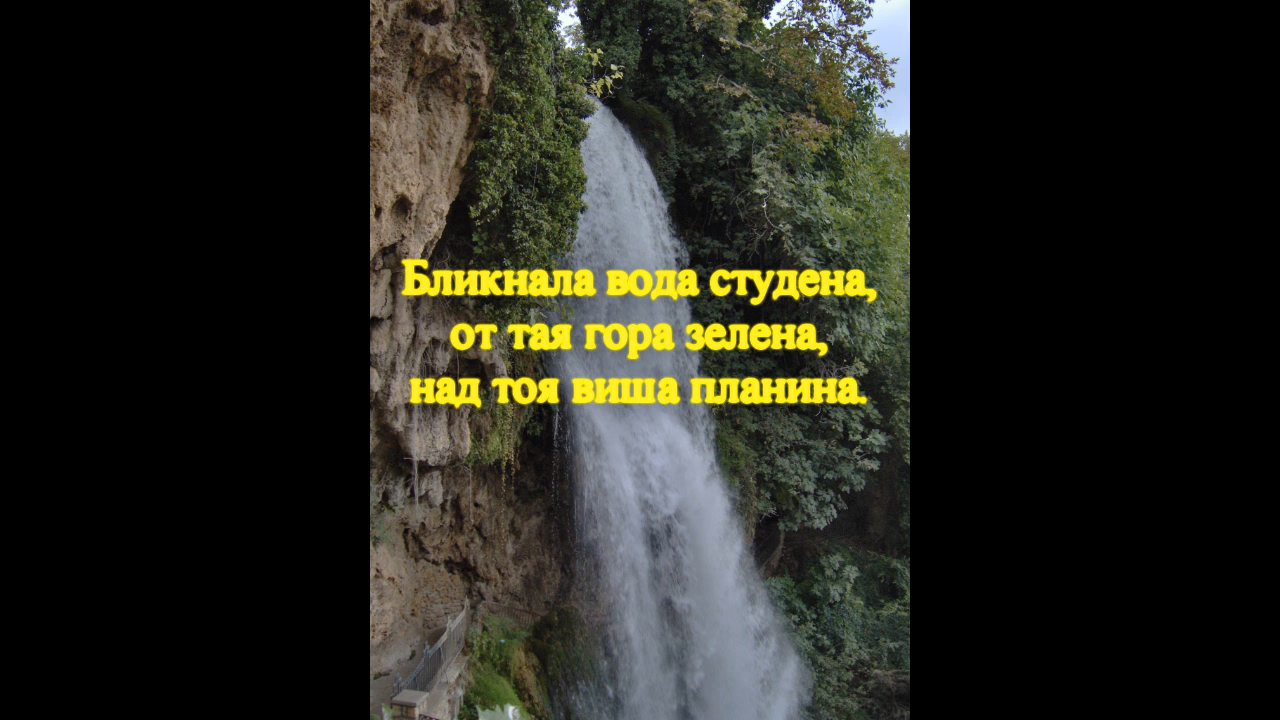 Бликнала вода студена,
от тая гора зелена,
над тоя виша планина.